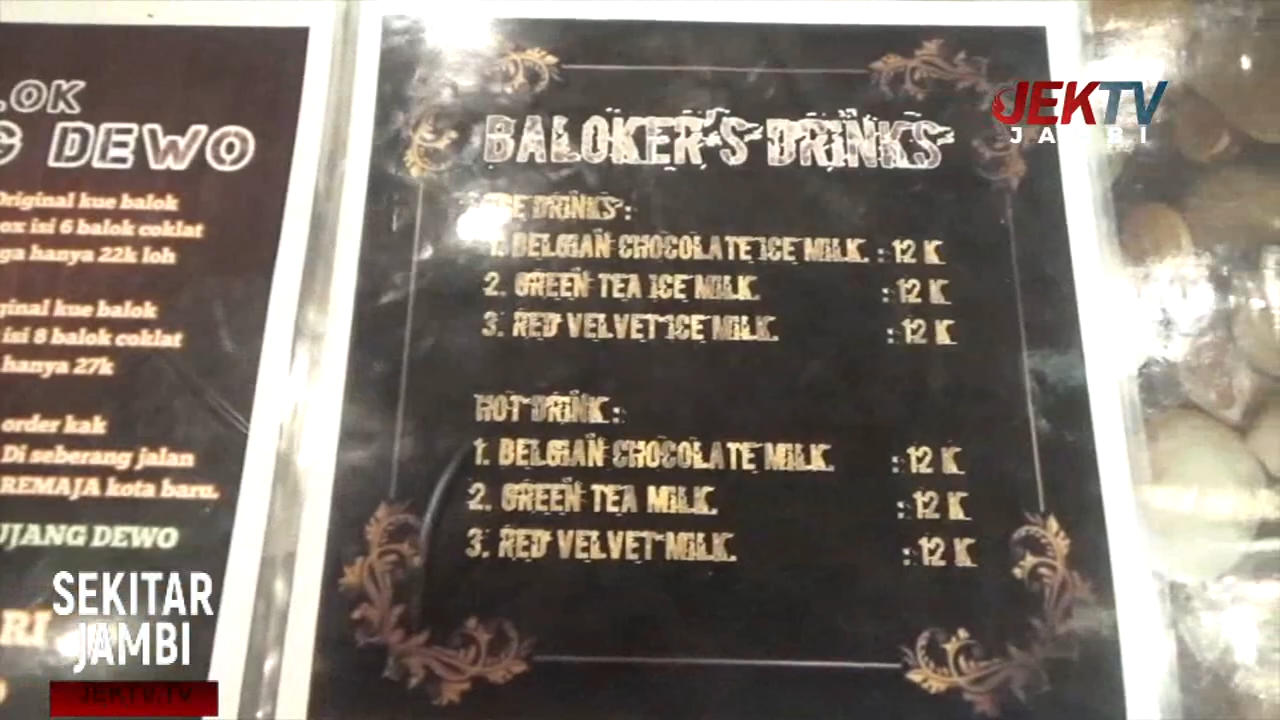 LOK
G DEWO
Original kue balok
ox isi 6 balok coklat
ga hanya 22k loh
ginal kue balok
isi 8 balok coklat
hanya 27k
order kak
Di seberang jalan
REMAJA kota baru.
UJANG DEWO
RI
BALOKER'S DRINKS
ICE DRINKS :
1. BELGIAN CHOCOLATE ICE MILK. : 12 K
2. GREEN TEA ICE MILK. : 12 K
3. RED VELVET ICE MILK. : 12 K
HOT DRINK :
1. BELGIAN CHOCOLATE MILK. : 12 K
2. GREEN TEA MILK. : 12 K
3. RED VELVET MILK. : 12 K
JEKTV
JAMBI
SEKITAR
JAMBI
JEKTV.TV